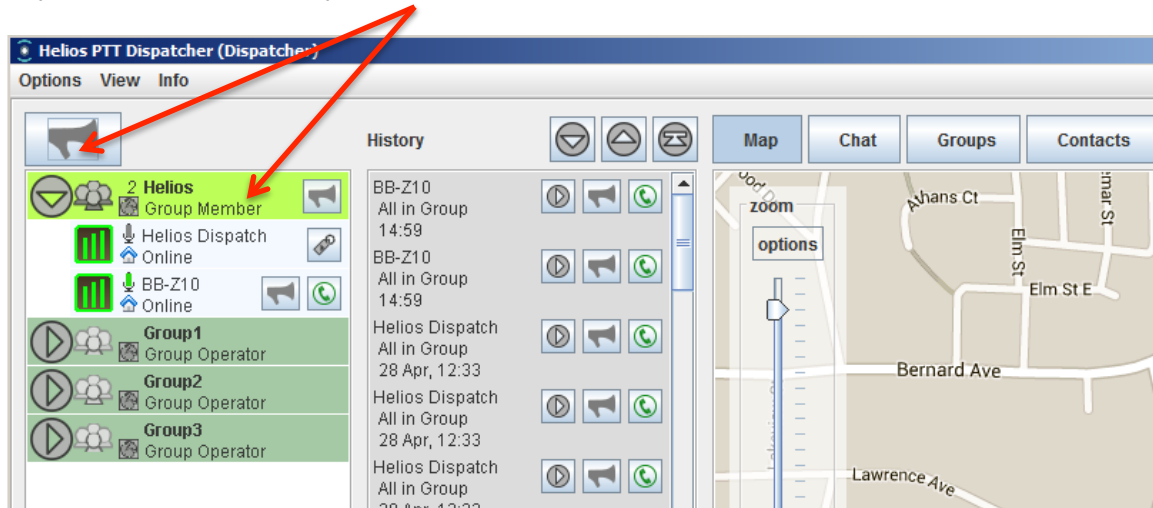 Helios PTT Dispatcher (Dispatcher)
Options View Info
History
Map Chat Groups Contacts
2 Helios
Group Member
Helios Dispatch
Online
BB-Z10
Online
Group1
Group Operator
Group2
Group Operator
Group3
Group Operator
BB-Z10
All in Group
14:59
BB-Z10
All in Group
14:59
Helios Dispatch
All in Group
28 Apr, 12:33
Helios Dispatch
All in Group
28 Apr, 12:33
Helios Dispatch
All in Group
zoom
options
Athans Ct
Elm St
Elm St E
Bernard Ave
Lawrence Ave